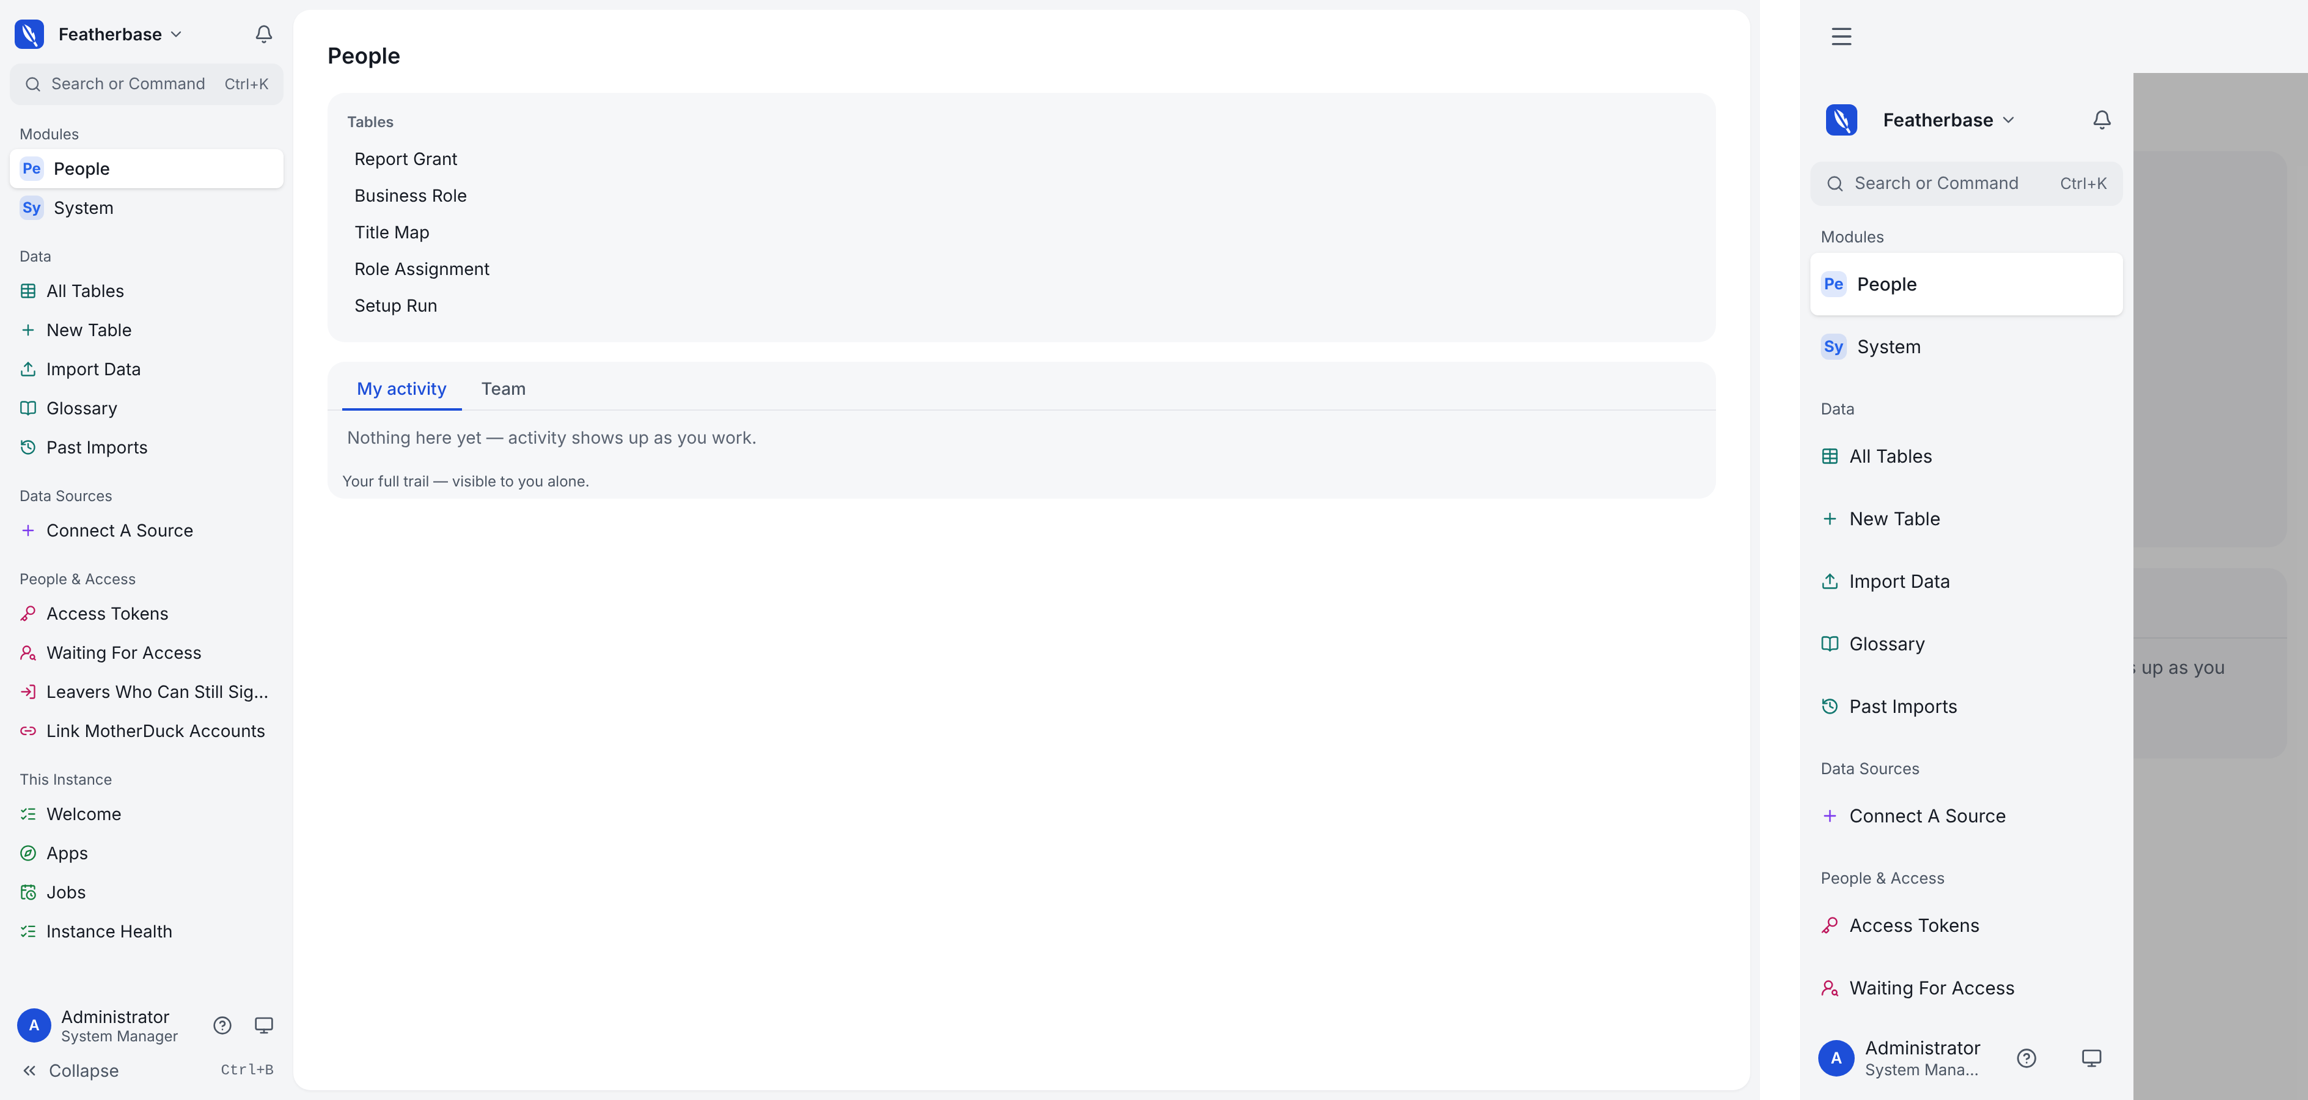 Featherbase
Search or Command Ctrl+K
Modules
Pe People
Sy System
Data
All Tables
New Table
Import Data
Glossary
Past Imports
Data Sources
Connect A Source
People & Access
Access Tokens
Waiting For Access
Leavers Who Can Still Sig...
Link MotherDuck Accounts
This Instance
Welcome
Apps
Jobs
Instance Health
A Administrator
System Manager
Collapse Ctrl+B
People
Tables
Report Grant
Business Role
Title Map
Role Assignment
Setup Run
My activity Team
Nothing here yet — activity shows up as you work.
Your full trail — visible to you alone.
Featherbase
Search or Command Ctrl+K
Modules
Pe People
Sy System
Data
All Tables
New Table
Import Data
Glossary
Past Imports
Data Sources
Connect A Source
People & Access
Access Tokens
Waiting For Access
A Administrator
System Mana...
s up as you